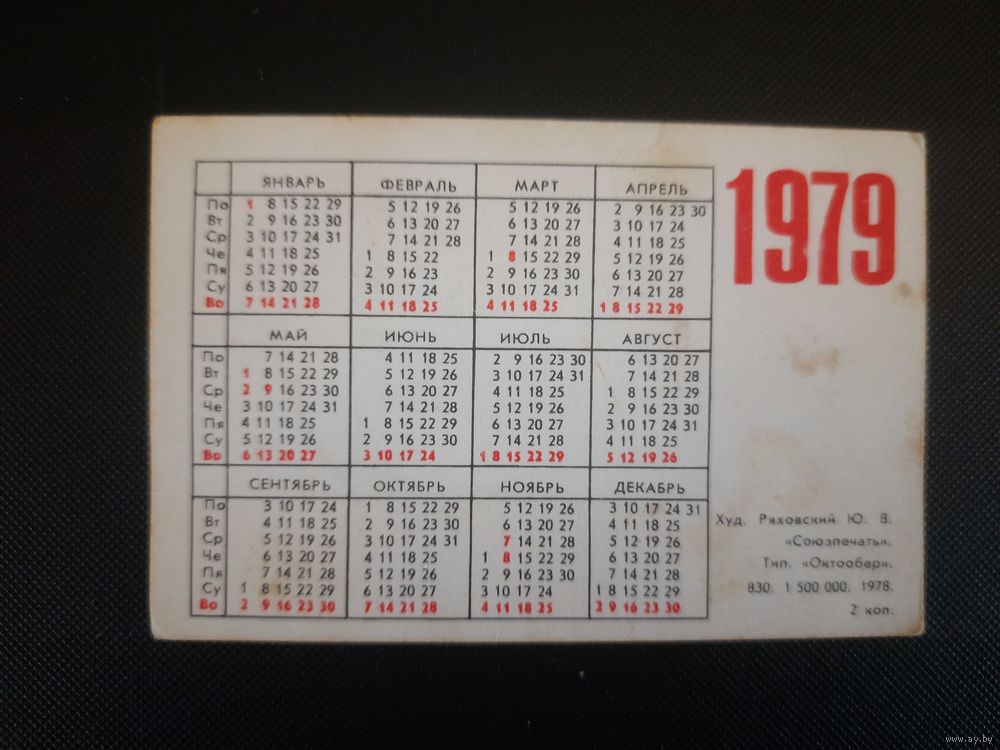 1979
ЯНВАРЬ ФЕВРАЛЬ МАРТ АПРЕЛЬ
По 1 8 15 22 29 5 12 19 26 5 12 19 26 2 9 16 23 30
Вт 2 9 16 23 30 6 13 20 27 6 13 20 27 3 10 17 24
Ср 3 10 17 24 31 7 14 21 28 7 14 21 28 4 11 18 25
Че 4 11 18 25 1 8 15 22 1 8 15 22 29 5 12 19 26
Пя 5 12 19 26 2 9 16 23 2 9 16 23 30 6 13 20 27
Су 6 13 20 27 3 10 17 24 3 10 17 24 31 7 14 21 28
Во 7 14 21 28 4 11 18 25 4 11 18 25 1 8 15 22 29
МАЙ ИЮНЬ ИЮЛЬ АВГУСТ
По 7 14 21 28 4 11 18 25 2 9 16 23 30 6 13 20 27
Вт 1 8 15 22 29 5 12 19 26 3 10 17 24 31 7 14 21 28
Ср 2 9 16 23 30 6 13 20 27 4 11 18 25 1 8 15 22 29
Че 3 10 17 24 31 7 14 21 28 5 12 19 26 2 9 16 23 30
Пя 4 11 18 25 1 8 15 22 29 6 13 20 27 3 10 17 24 31
Су 5 12 19 26 2 9 16 23 30 7 14 21 28 4 11 18 25
Во 6 13 20 27 3 10 17 24 1 8 15 22 29 5 12 19 26
СЕНТЯБРЬ ОКТЯБРЬ НОЯБРЬ ДЕКАБРЬ
По 3 10 17 24 1 8 15 22 29 5 12 19 26 3 10 17 24 31
Вт 4 11 18 25 2 9 16 23 30 6 13 20 27 4 11 18 25
Ср 5 12 19 26 3 10 17 24 31 7 14 21 28 5 12 19 26
Че 6 13 20 27 4 11 18 25 1 8 15 22 29 6 13 20 27
Пя 7 14 21 28 5 12 19 26 2 9 16 23 30 7 14 21 28
Су 1 8 15 22 29 6 13 20 27 3 10 17 24 1 8 15 22 29
Во 2 9 16 23 30 7 14 21 28 4 11 18 25 2 9 16 23 30
Худ. Ряховский Ю. В.
«Союзпечать».
Тип. «Октообер».
830. 1 500 000. 1978.
2 коп.
www.ay.by